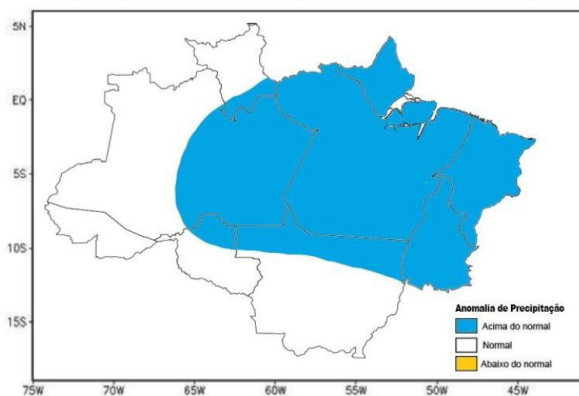 5N
EQ
5S
10S
15S
75W 70W 65W 60W 55W 50W 45W
Anomalia de Precipitação
Acima do normal
Normal
Abaixo do normal